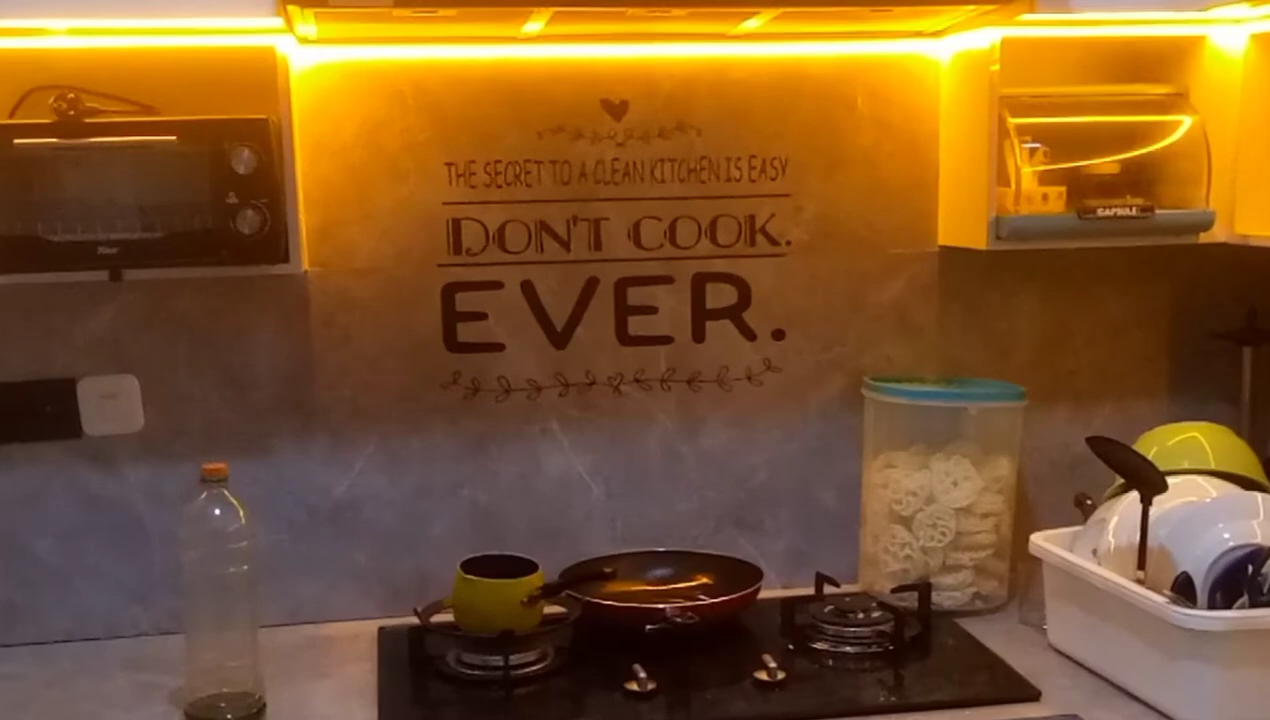 THE SECRET TO A CLEAN KITCHEN IS EASY
DON'T COOK.
EVER.
CAPSULE